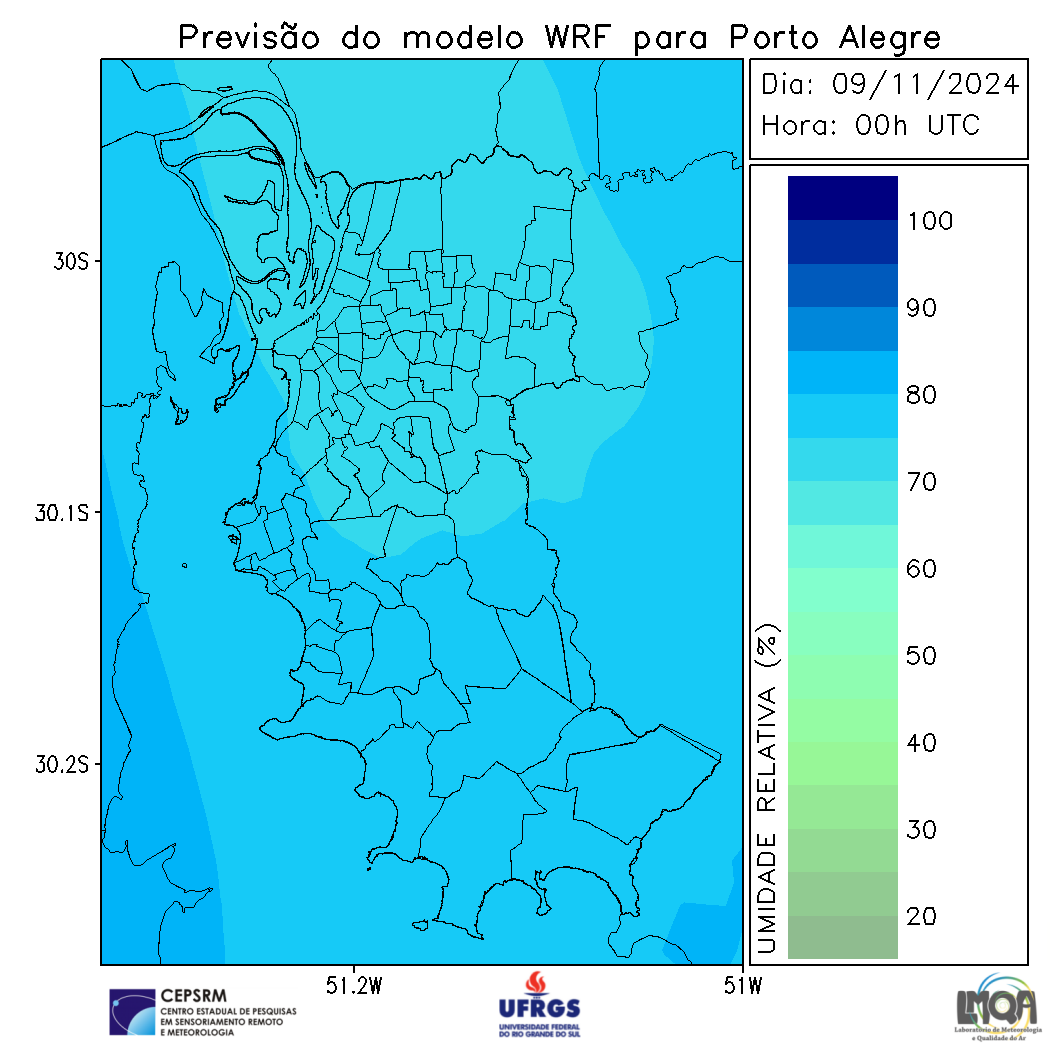 Previsão do modelo WRF para Porto Alegre
Dia: 09/11/2024
Hora: 00h UTC
30S
30.1S
30.2S
51.2W
51W
100
90
80
70
60
50
40
30
20
UMIDADE RELATIVA (%)
CEPSRM
CENTRO ESTADUAL DE PESQUISAS
EM SENSORIAMENTO REMOTO
E METEOROLOGIA
UFRGS
UNIVERSIDADE FEDERAL
DO RIO GRANDE DO SUL
LMQA
Laboratório de Meteorologia
e Qualidade do Ar